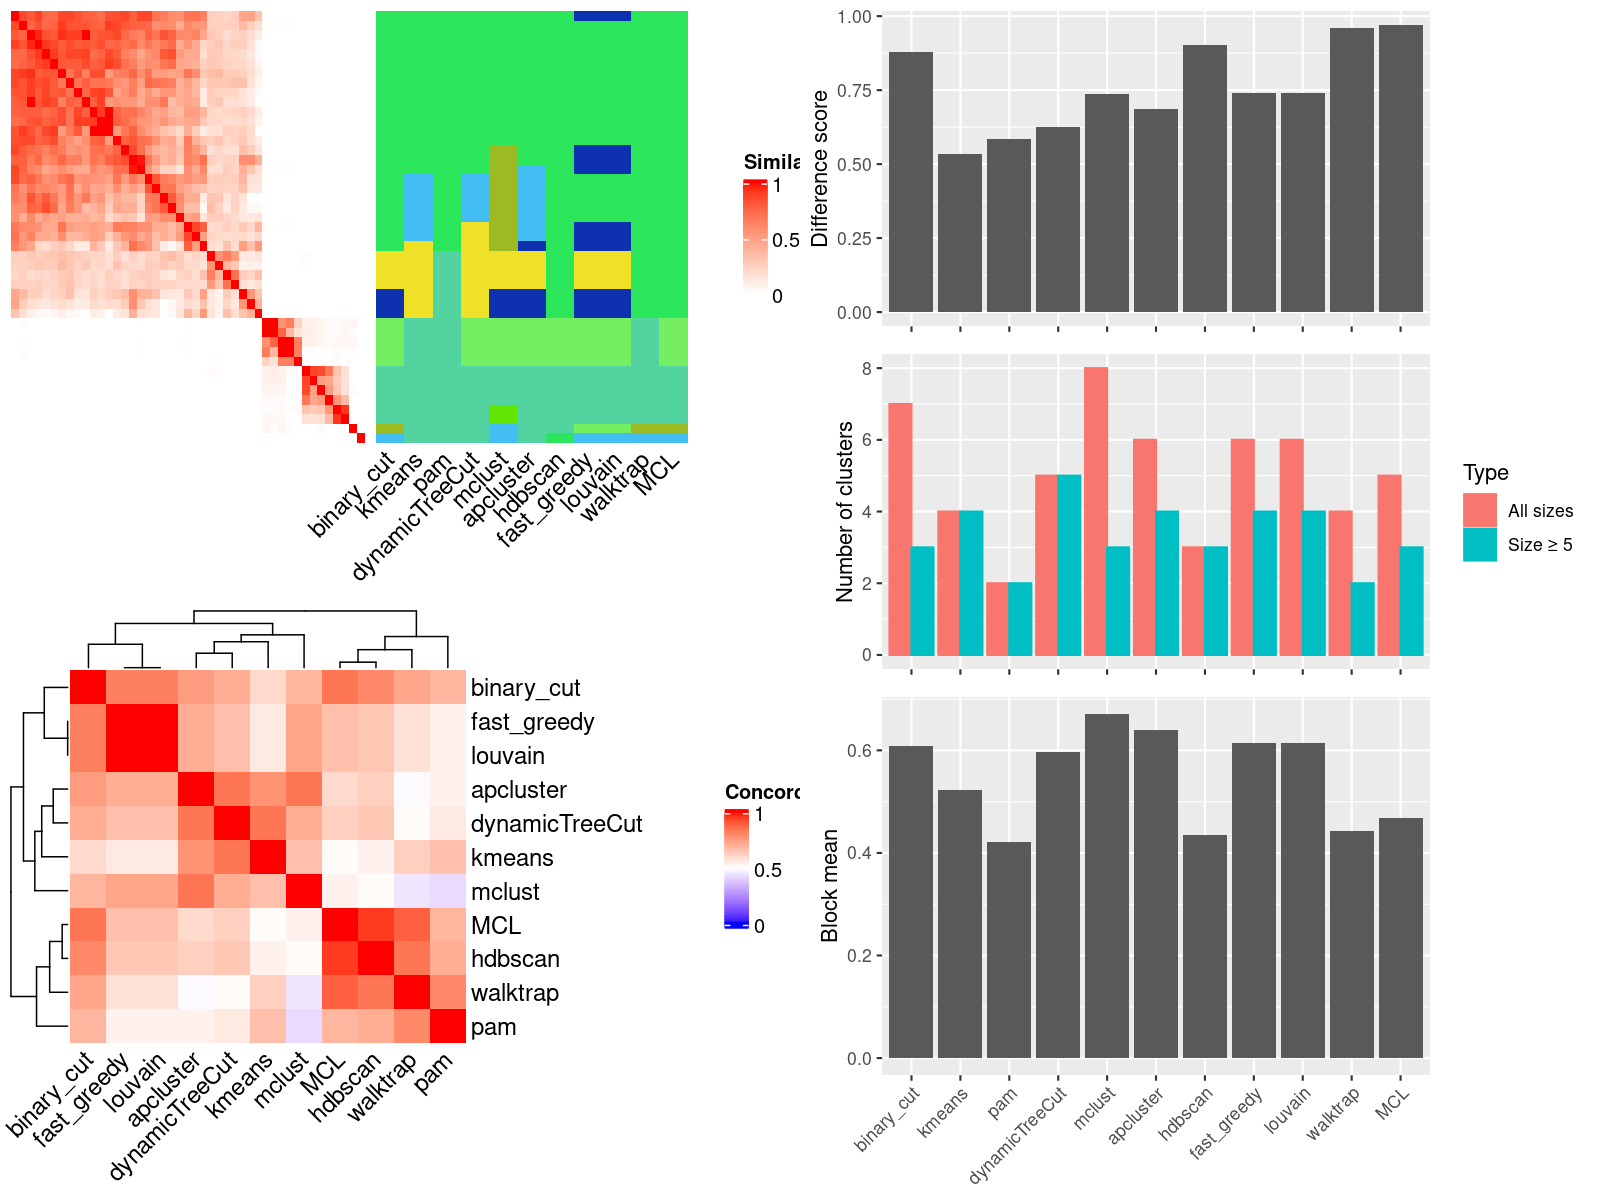 Simila
1
0.5
0
binary_cut
kmeans
pam
dynamicTreeCut
mclust
apcluster
hdbscan
fast_greedy
louvain
walktrap
MCL
binary_cut
fast_greedy
louvain
apcluster
dynamicTreeCut
kmeans
mclust
MCL
hdbscan
walktrap
pam
Concord
1
0.5
0
binary_cut
fast_greedy
louvain
apcluster
dynamicTreeCut
kmeans
mclust
MCL
hdbscan
walktrap
pam
Difference score
1.00
0.75
0.50
0.25
0.00
Number of clusters
8
6
4
2
0
Type
All sizes
Size ≥ 5
Block mean
0.6
0.4
0.2
0.0
binary_cut
kmeans
pam
dynamicTreeCut
mclust
apcluster
hdbscan
fast_greedy
louvain
walktrap
MCL